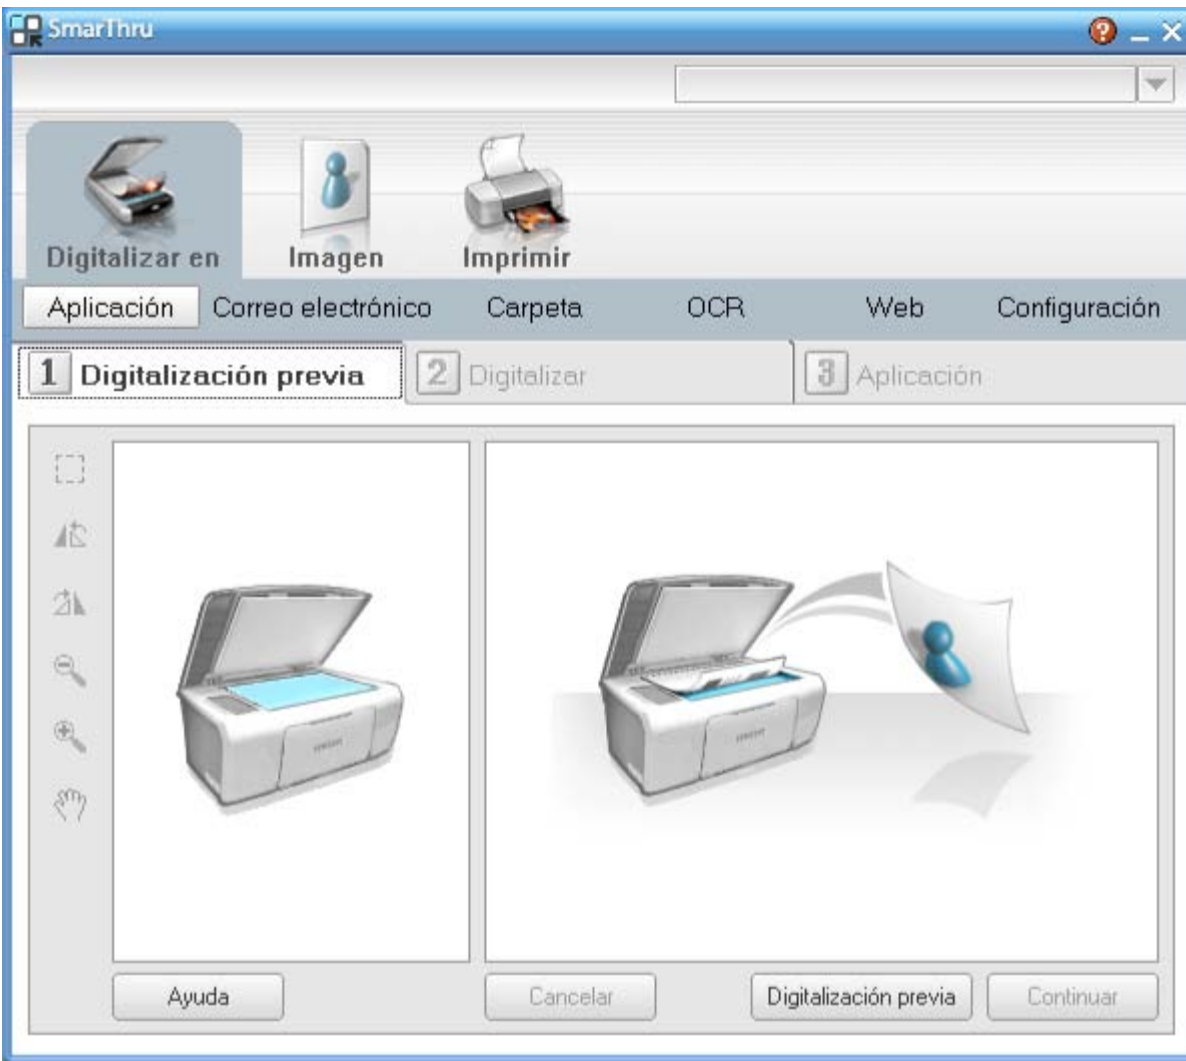 SmarThru
Digitalizar en Imagen Imprimir
Aplicación Correo electrónico Carpeta OCR Web Configuración
1 Digitalización previa 2 Digitalizar 3 Aplicación
Ayuda Cancelar Digitalización previa Continuar